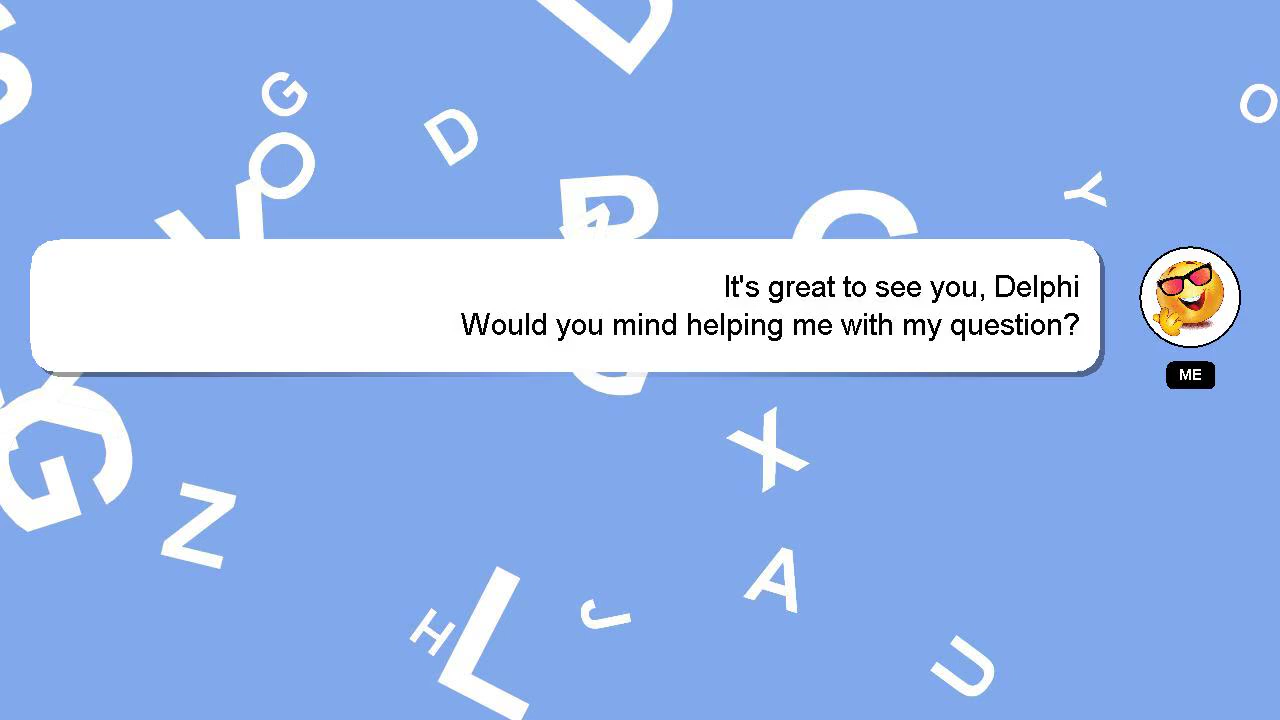 It's great to see you, Delphi
Would you mind helping me with my question?
ME
S
G
O
D
D
V
B
C
Y
O
G
Z
X
A
H
L
J
U